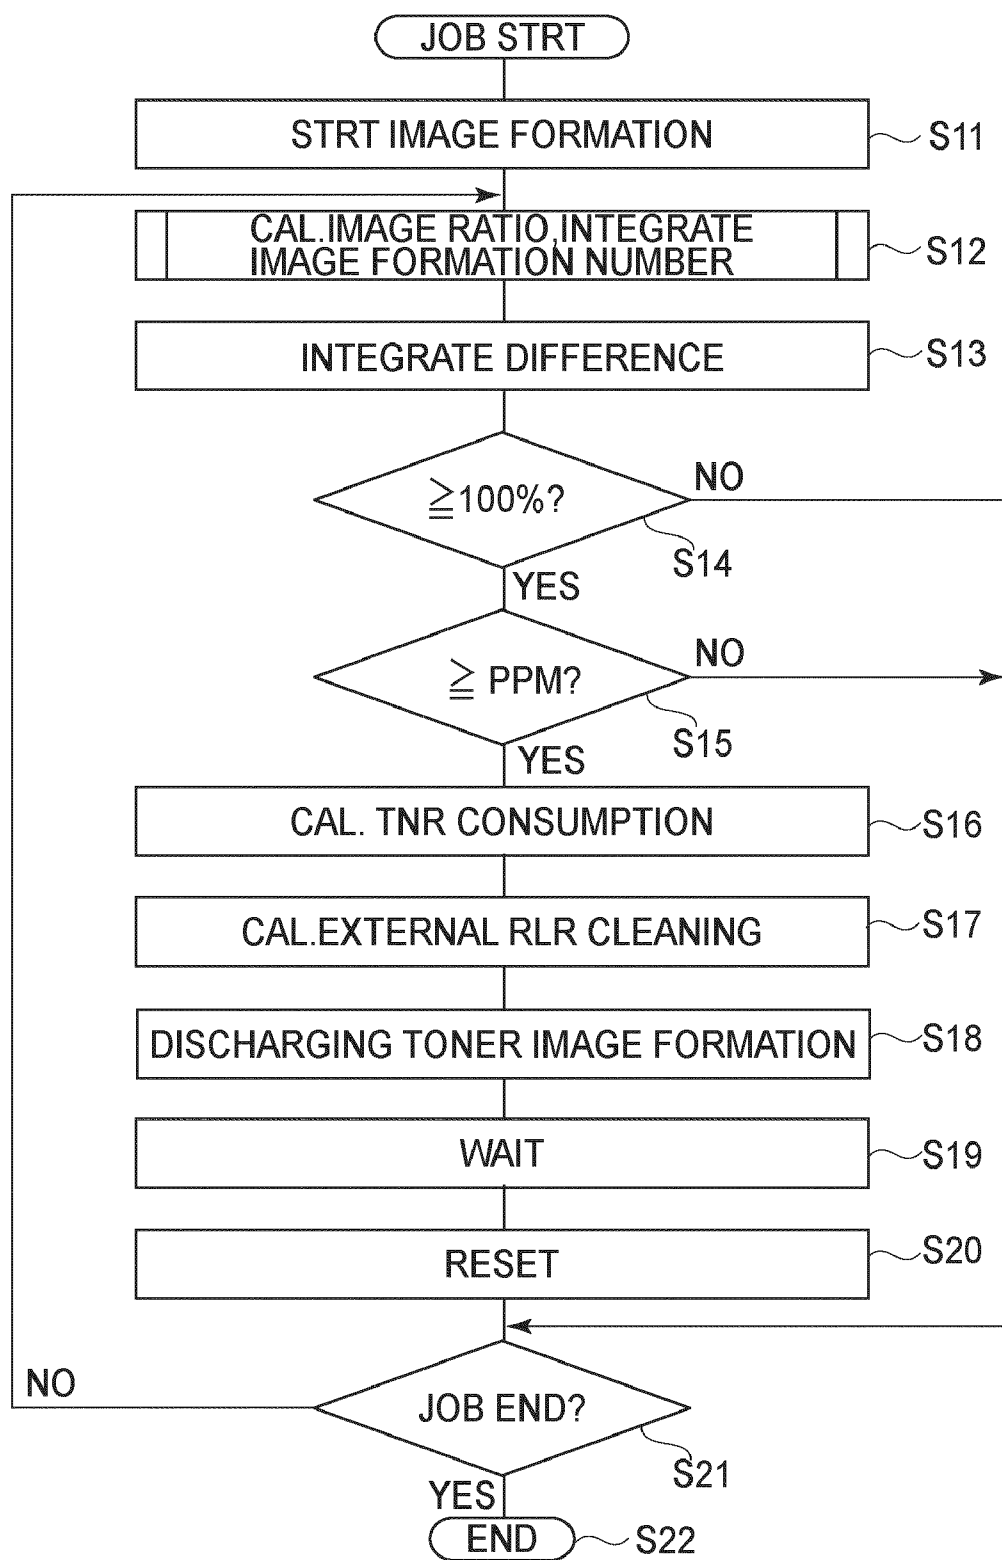 JOB STRT
STRT IMAGE FORMATION
S11
CAL.IMAGE RATIO,INTEGRATE
IMAGE FORMATION NUMBER
S12
INTEGRATE DIFFERENCE
S13
≧100%?
NO
S14
YES
≧ PPM?
NO
S15
YES
CAL. TNR CONSUMPTION
S16
CAL.EXTERNAL RLR CLEANING
S17
DISCHARGING TONER IMAGE FORMATION
S18
WAIT
S19
RESET
S20
NO
JOB END?
S21
YES
END
S22